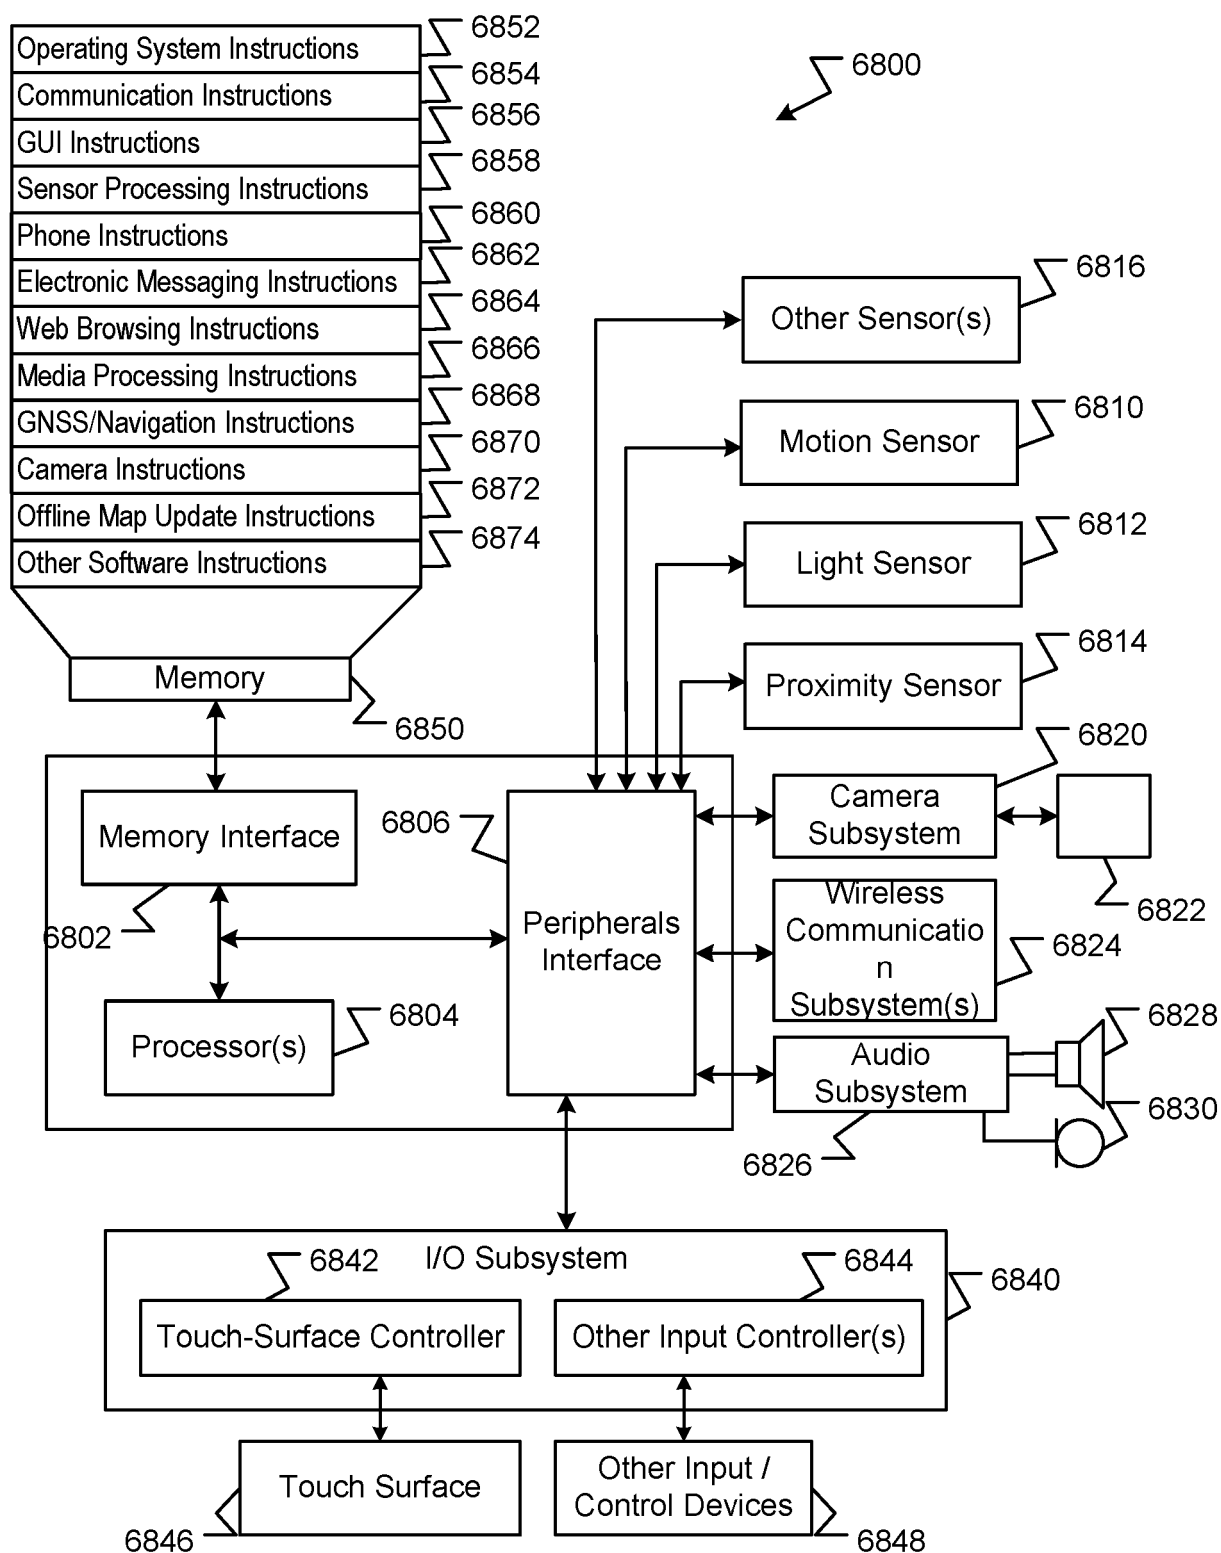 6852
Operating System Instructions
6854
Communication Instructions
6856
GUI Instructions
6858
Sensor Processing Instructions
6860
Phone Instructions
6862
Electronic Messaging Instructions
6864
Web Browsing Instructions
6866
Media Processing Instructions
6868
GNSS/Navigation Instructions
6870
Camera Instructions
6872
Offline Map Update Instructions
6874
Other Software Instructions
Memory
6850
6800
6816
Other Sensor(s)
6810
Motion Sensor
6812
Light Sensor
6814
Proximity Sensor
6820
Camera
Subsystem
6822
Memory Interface
6802
6806
Peripherals
Interface
6804
Processor(s)
Wireless
Communicatio
n
Subsystem(s)
6824
Audio
Subsystem
6828
6830
6826
I/O Subsystem
6840
6842
Touch-Surface Controller
6844
Other Input Controller(s)
Touch Surface
6846
Other Input /
Control Devices
6848